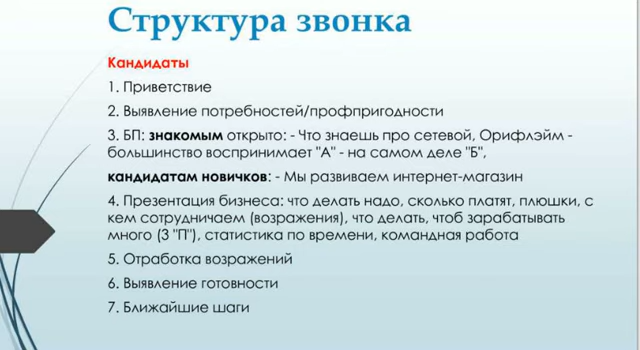 Структура звонка
Кандидаты
1. Приветствие
2. Выявление потребностей/профпригодности
3. БП: знакомым открыто: - Что знаешь про сетевой, Орифлэйм -
большинство воспринимает "А" - на самом деле "Б",
кандидатам новичков: - Мы развиваем интернет-магазин
4. Презентация бизнеса: что делать надо, сколько платят, плюшки, с
кем сотрудничаем (возражения), что делать, чтоб зарабатывать
много (3 "П"), статистика по времени, командная работа
5. Отработка возражений
6. Выявление готовности
7. Ближайшие шаги